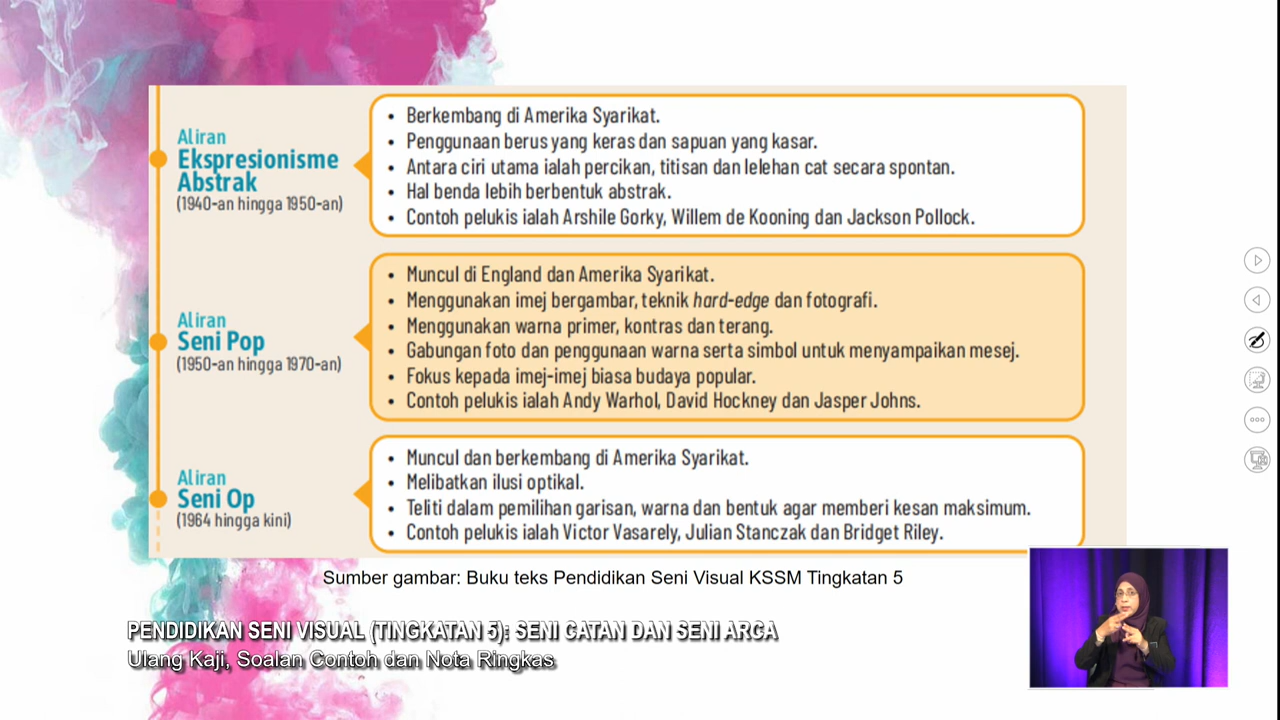 Aliran
Ekspresionisme
Abstrak
(1940-an hingga 1950-an)
• Berkembang di Amerika Syarikat.
• Penggunaan berus yang keras dan sapuan yang kasar.
• Antara ciri utama ialah percikan, titisan dan lelehan cat secara spontan.
• Hal benda lebih berbentuk abstrak.
• Contoh pelukis ialah Arshile Gorky, Willem de Kooning dan Jackson Pollock.
Aliran
Seni Pop
(1950-an hingga 1970-an)
• Muncul di England dan Amerika Syarikat.
• Menggunakan imej bergambar, teknik hard-edge dan fotografi.
• Menggunakan warna primer, kontras dan terang.
• Gabungan foto dan penggunaan warna serta simbol untuk menyampaikan mesej.
• Fokus kepada imej-imej biasa budaya popular.
• Contoh pelukis ialah Andy Warhol, David Hockney dan Jasper Johns.
Aliran
Seni Op
(1964 hingga kini)
• Muncul dan berkembang di Amerika Syarikat.
• Melibatkan ilusi optikal.
• Teliti dalam pemilihan garisan, warna dan bentuk agar memberi kesan maksimum.
• Contoh pelukis ialah Victor Vasarely, Julian Stanczak dan Bridget Riley.
Sumber gambar: Buku teks Pendidikan Seni Visual KSSM Tingkatan 5
PENDIDIKAN SENI VISUAL (TINGKATAN 5): SENI CATAN DAN SENI ARCA
Ulang Kaji, Soalan Contoh dan Nota Ringkas